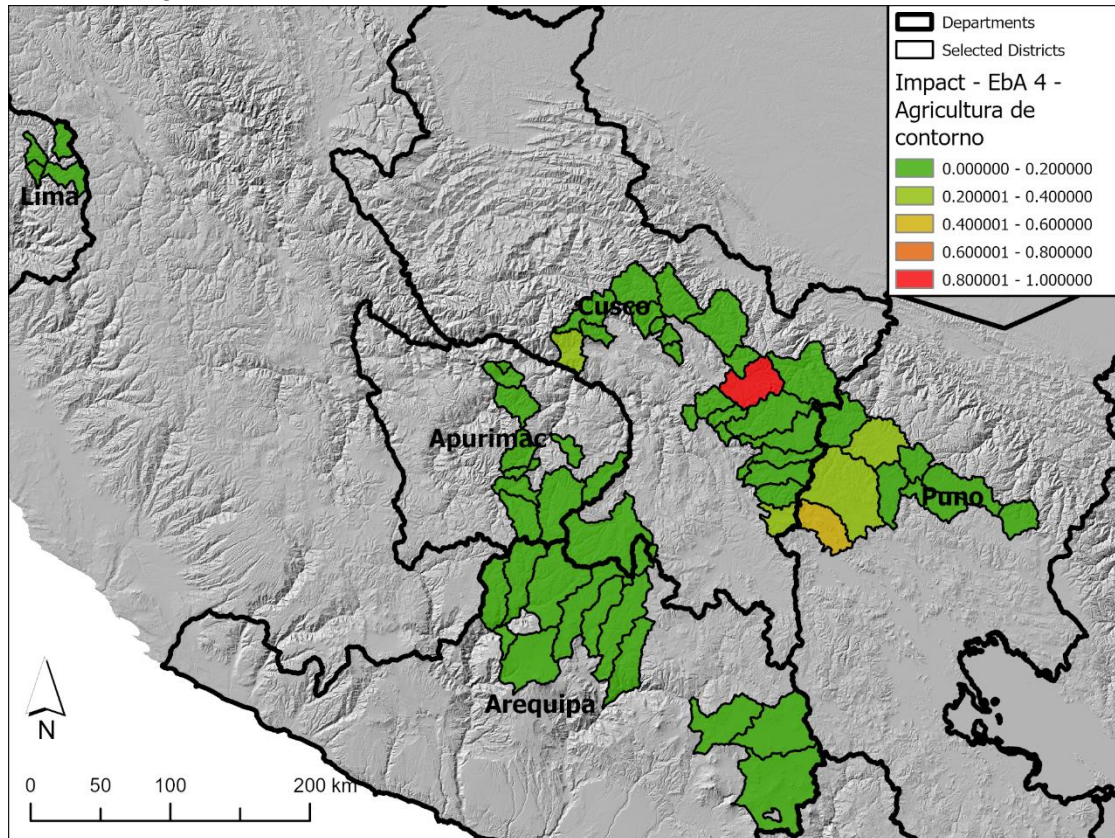 Departments
Selected Districts
Impact - EbA 4 -
Agricultura de
contorno
0.000000 - 0.200000
0.200001 - 0.400000
0.400001 - 0.600000
0.600001 - 0.800000
0.800001 - 1.000000
Lima
Cusco
Apurimac
Puno
Arequipa
N
0 50 100 200 km